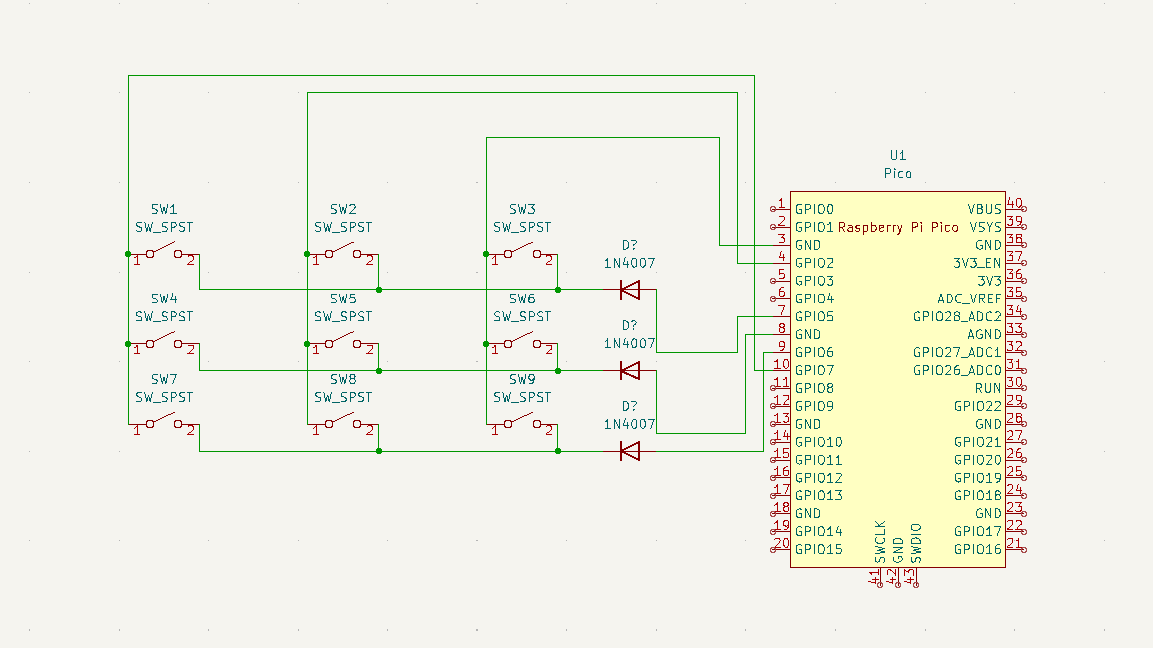 U1
Pico
SW1
SW_SPST
1 2
SW2
SW_SPST
1 2
SW3
SW_SPST
1 2
D?
1N4007
SW4
SW_SPST
1 2
SW5
SW_SPST
1 2
SW6
SW_SPST
1 2
D?
1N4007
SW7
SW_SPST
1 2
SW8
SW_SPST
1 2
SW9
SW_SPST
1 2
D?
1N4007
Raspberry Pi Pico
1 GPIO0
2 GPIO1
3 GND
4 GPIO2
5 GPIO3
6 GPIO4
7 GPIO5
8 GND
9 GPIO6
10 GPIO7
11 GPIO8
12 GPIO9
13 GND
14 GPIO10
15 GPIO11
16 GPIO12
17 GPIO13
18 GND
19 GPIO14
20 GPIO15
VBUS 40
VSYS 39
GND 38
3V3_EN 37
3V3 36
ADC_VREF 35
GPIO28_ADC2 34
AGND 33
GPIO27_ADC1 32
GPIO26_ADC0 31
RUN 30
GPIO22 29
GND 28
GPIO21 27
GPIO20 26
GPIO19 25
GPIO18 24
GND 23
GPIO17 22
GPIO16 21
41 SWCLK
42 GND
43 SWDIO